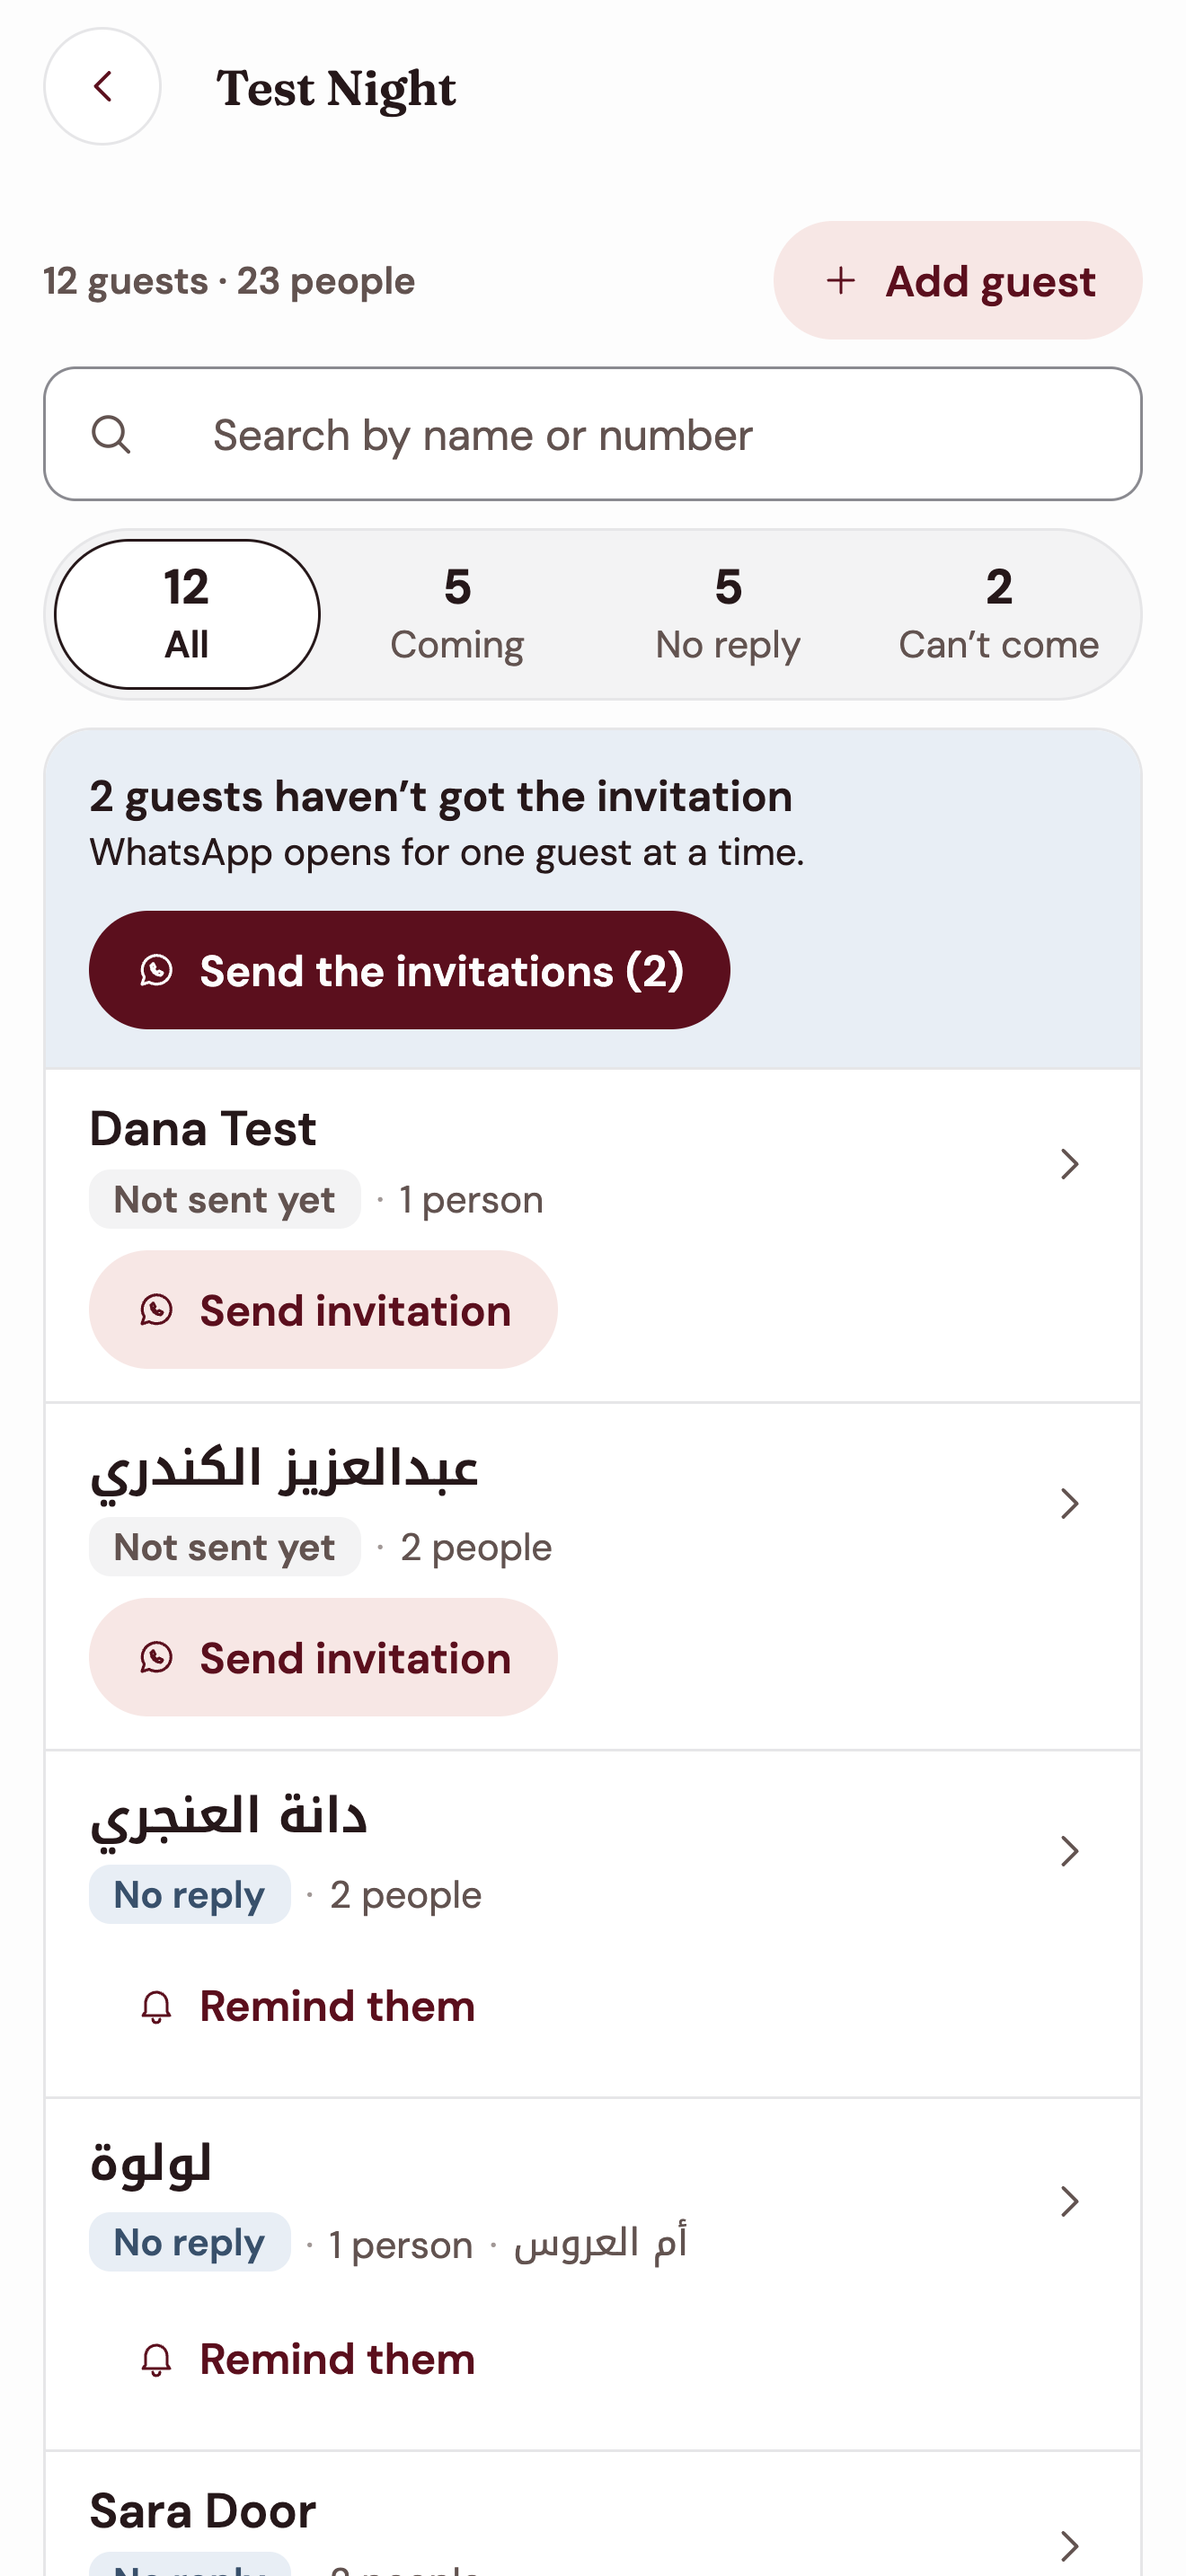 Test Night
12 guests · 23 people
+ Add guest
Search by name or number
12
All
5
Coming
5
No reply
2
Can’t come
2 guests haven’t got the invitation
WhatsApp opens for one guest at a time.
Send the invitations (2)
Dana Test
Not sent yet · 1 person
Send invitation
عبدالعزيز الكندري
Not sent yet · 2 people
Send invitation
دانة العنجري
No reply · 2 people
Remind them
لولوة
No reply · 1 person · أم العروس
Remind them
Sara Door